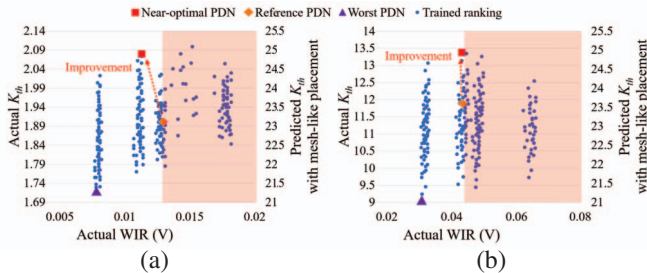 Near-optimal PDN Reference PDN Worst PDN Trained ranking
2.14
2.09
2.04
1.99
1.94
1.89
1.84
1.79
1.74
1.69
Actual Kth
Improvement
25.5
25
24.5
24
23.5
23
22.5
22
21.5
21
Predicted Kth
with mesh-like placement
0.005 0.01 0.015 0.02
Actual WIR (V)
(a)
14
13
12
11
10
9
Actual Kth
Improvement
25.5
25
24.5
24
23.5
23
22.5
22
21.5
21
Predicted Kth
with mesh-like placement
0.02 0.04 0.06 0.08
Actual WIR (V)
(b)